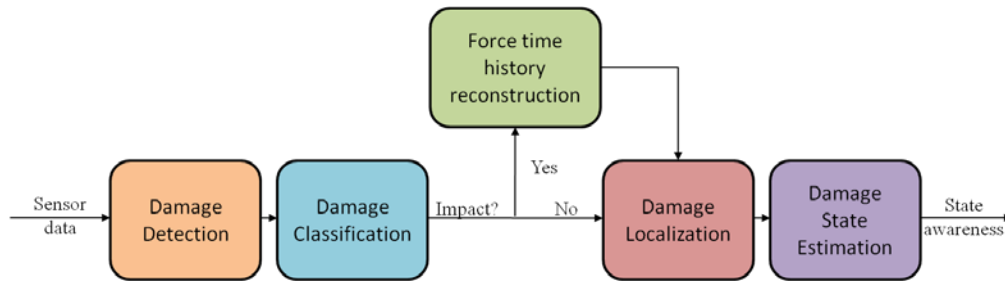 Force time
history
reconstruction
Yes
Sensor
data
Damage
Detection
Damage
Classification
Impact?
No
Damage
Localization
Damage
State
Estimation
State
awareness